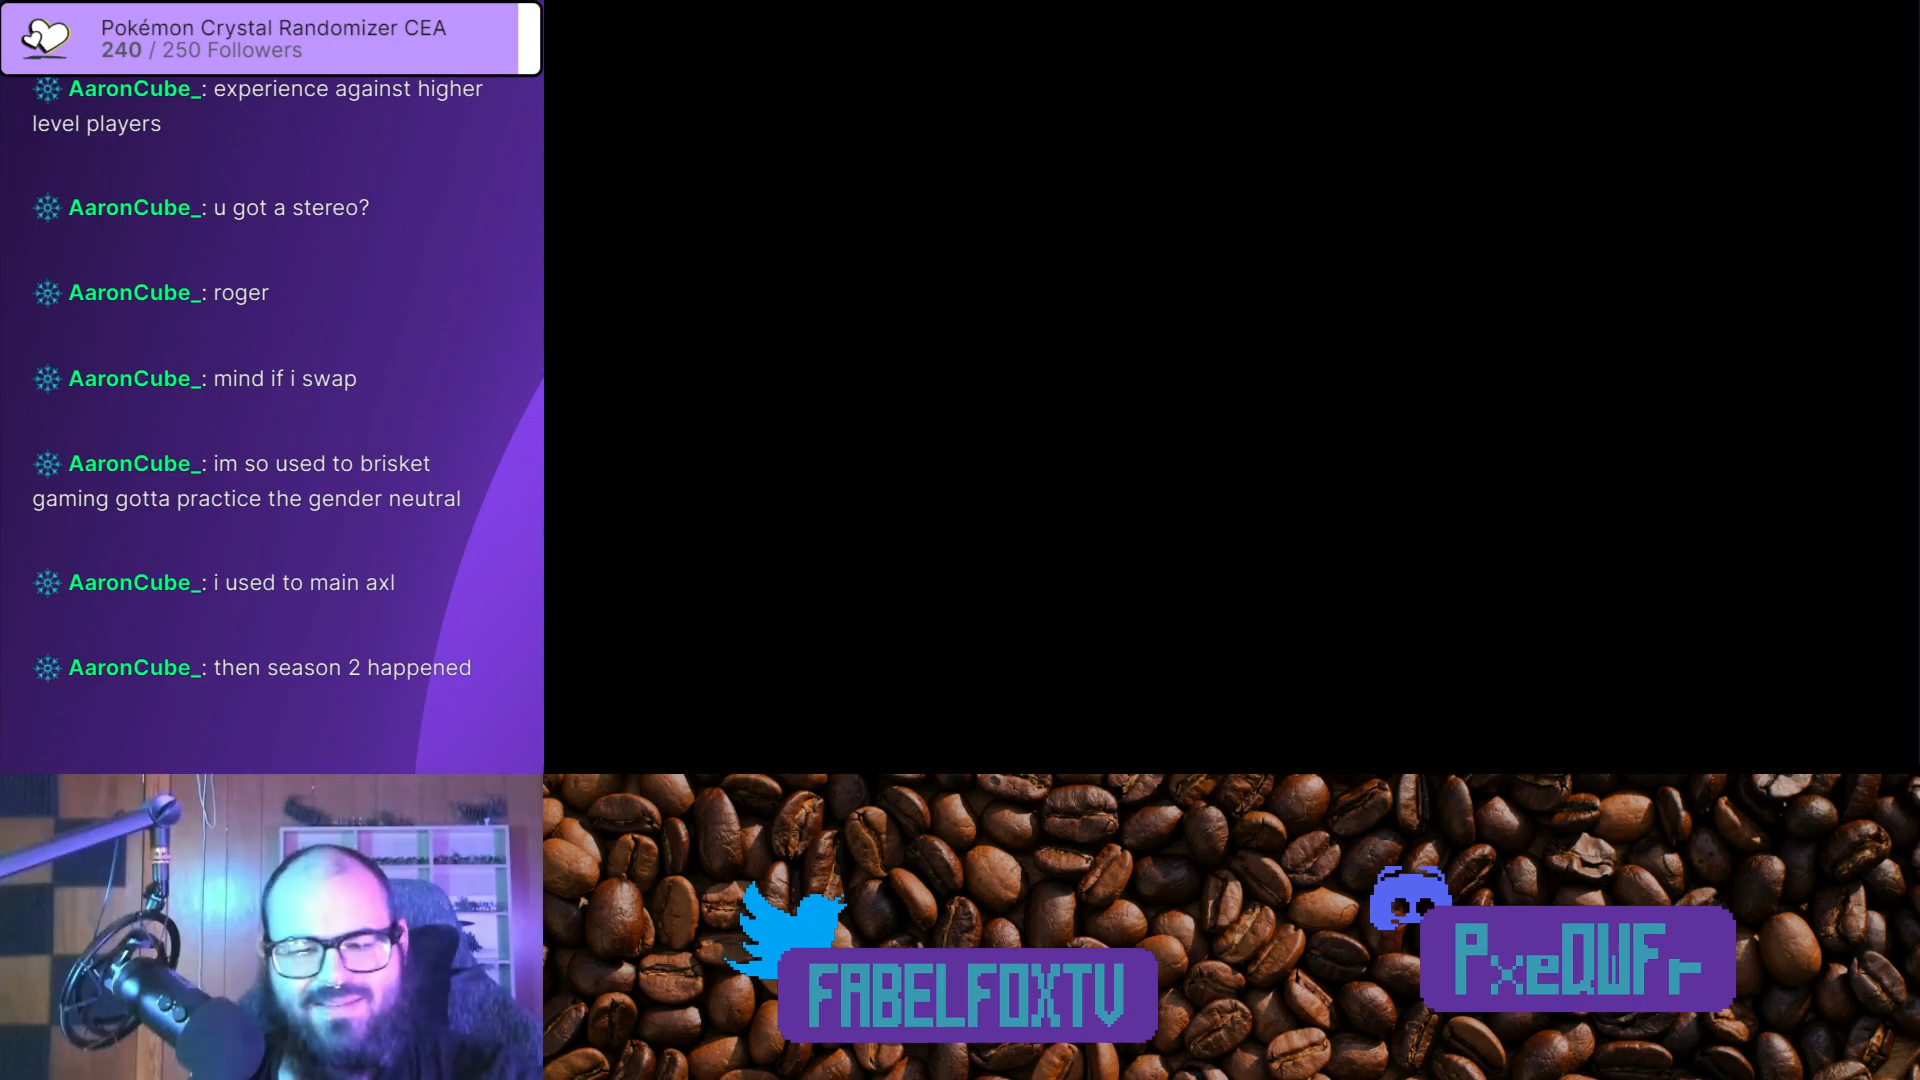 Pokémon Crystal Randomizer CEA
240 / 250 Followers
AaronCube_: experience against higher
level players
AaronCube_: u got a stereo?
AaronCube_: roger
AaronCube_: mind if i swap
AaronCube_: im so used to brisket
gaming gotta practice the gender neutral
AaronCube_: i used to main axl
AaronCube_: then season 2 happened
FABELFOXTV
PxeQWFr